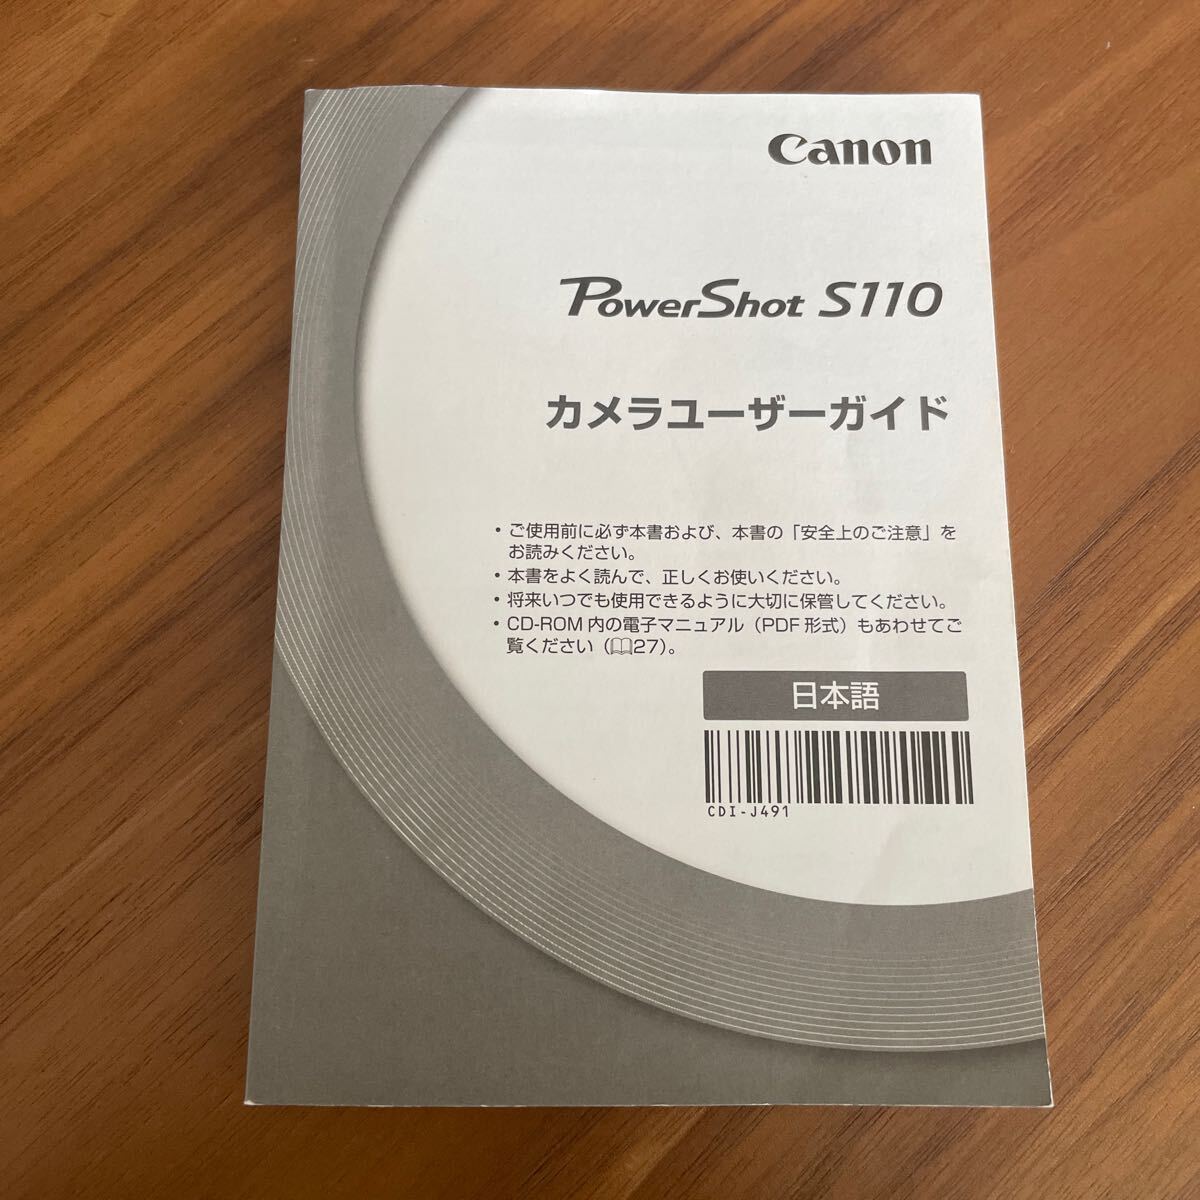 Canon
PowerShot S110
カメラユーザーガイド
・ご使用前に必ず本書および、本書の「安全上のご注意」を
お読みください。
・本書をよく読んで、正しくお使いください。
・将来いつでも使用できるように大切に保管してください。
・CD-ROM 内の電子マニュアル（PDF 形式）もあわせてご
覧ください（📖27）。
日本語
CDI-J491